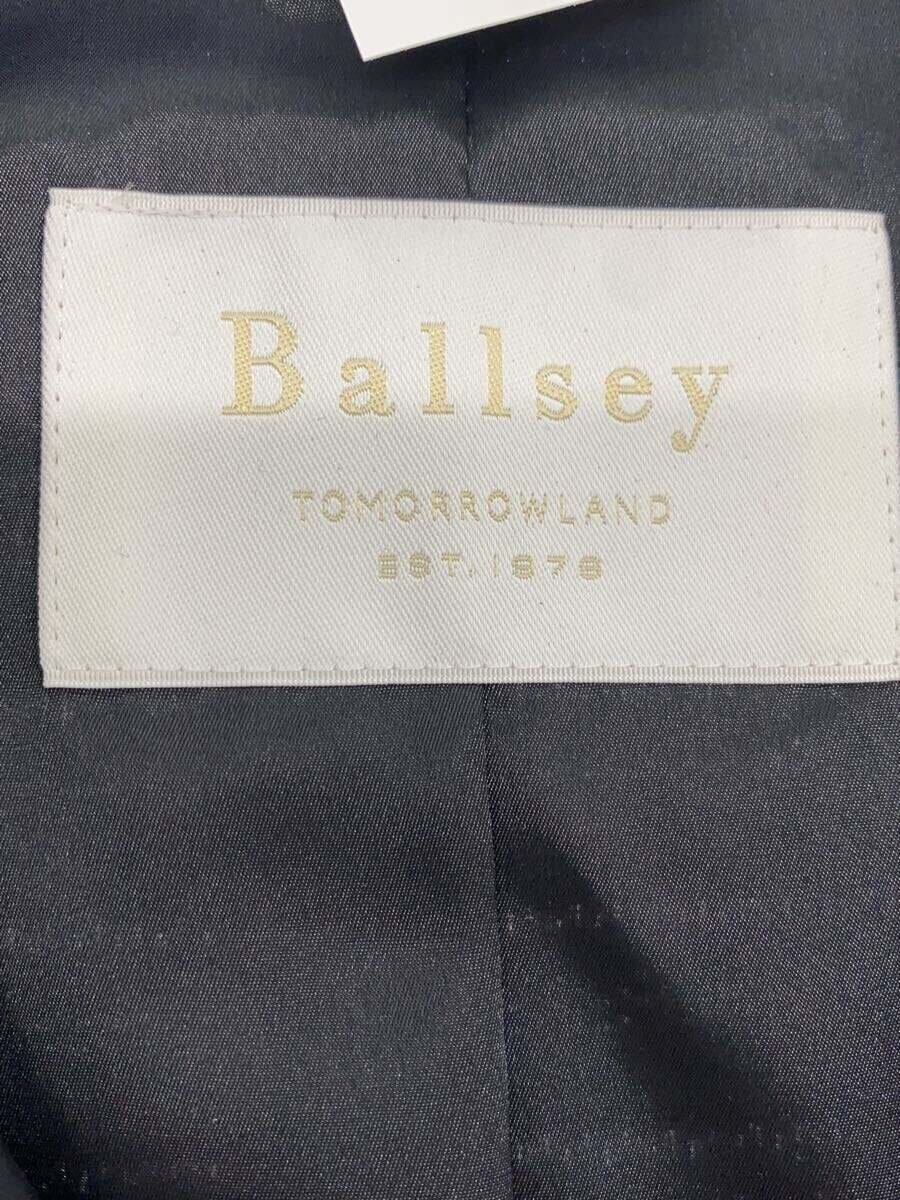 Ballsey
TOMORROWLAND
EST. 1978